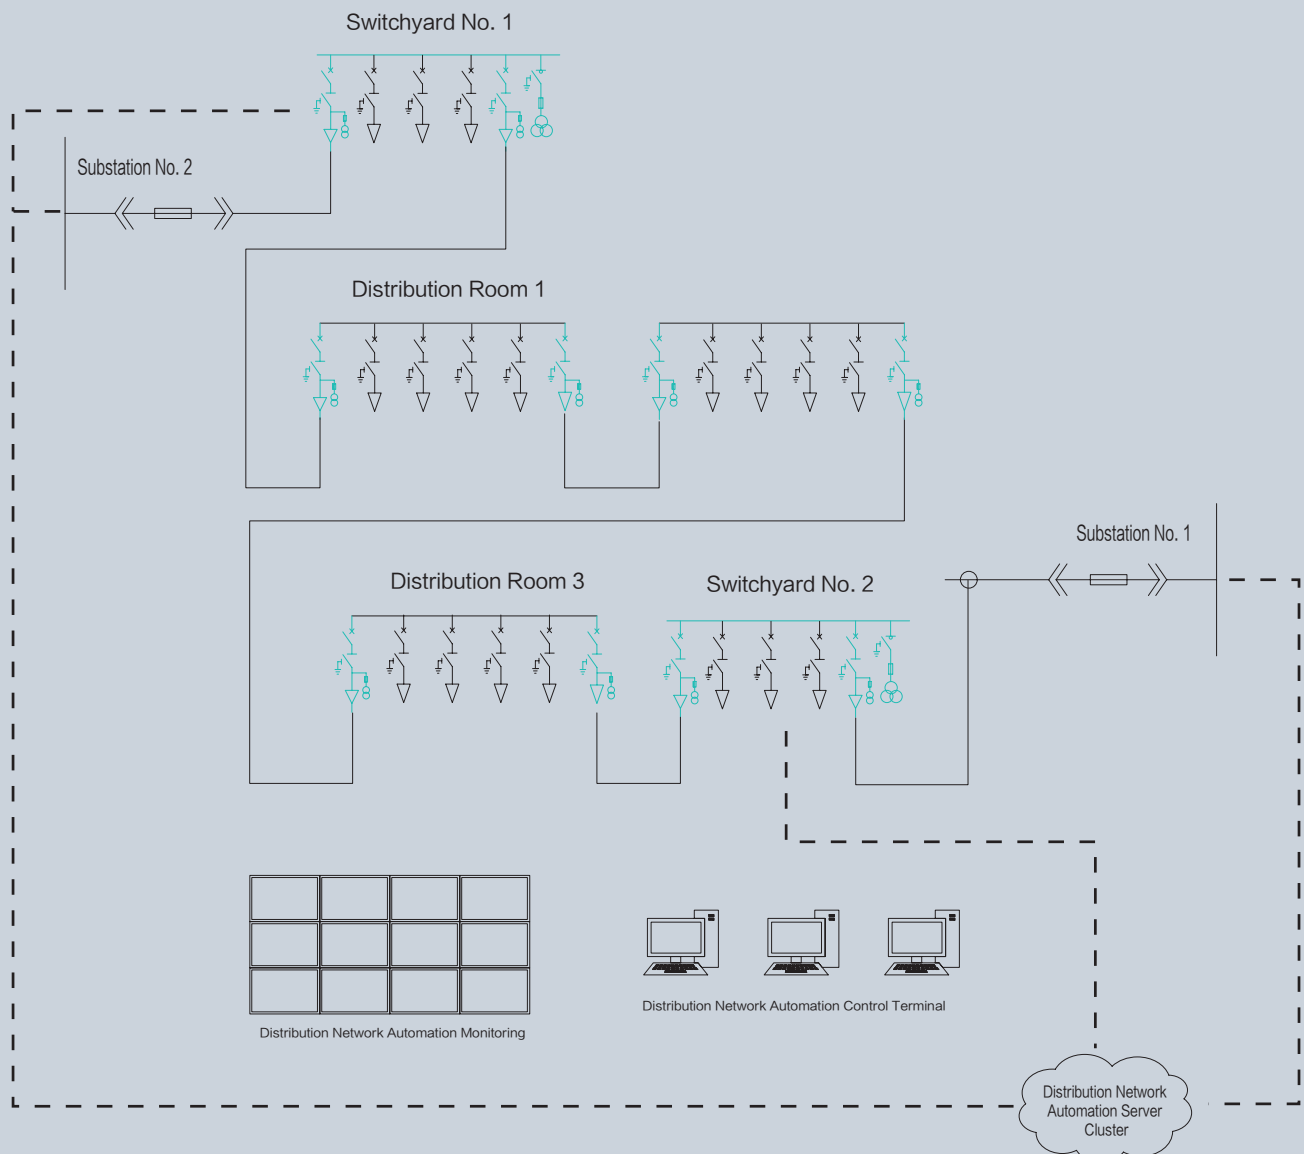 Switchyard No. 1
Substation No. 2
Distribution Room 1
Substation No. 1
Distribution Room 3
Switchyard No. 2
Distribution Network Automation Monitoring
Distribution Network Automation Control Terminal
Distribution Network
Automation Server
Cluster